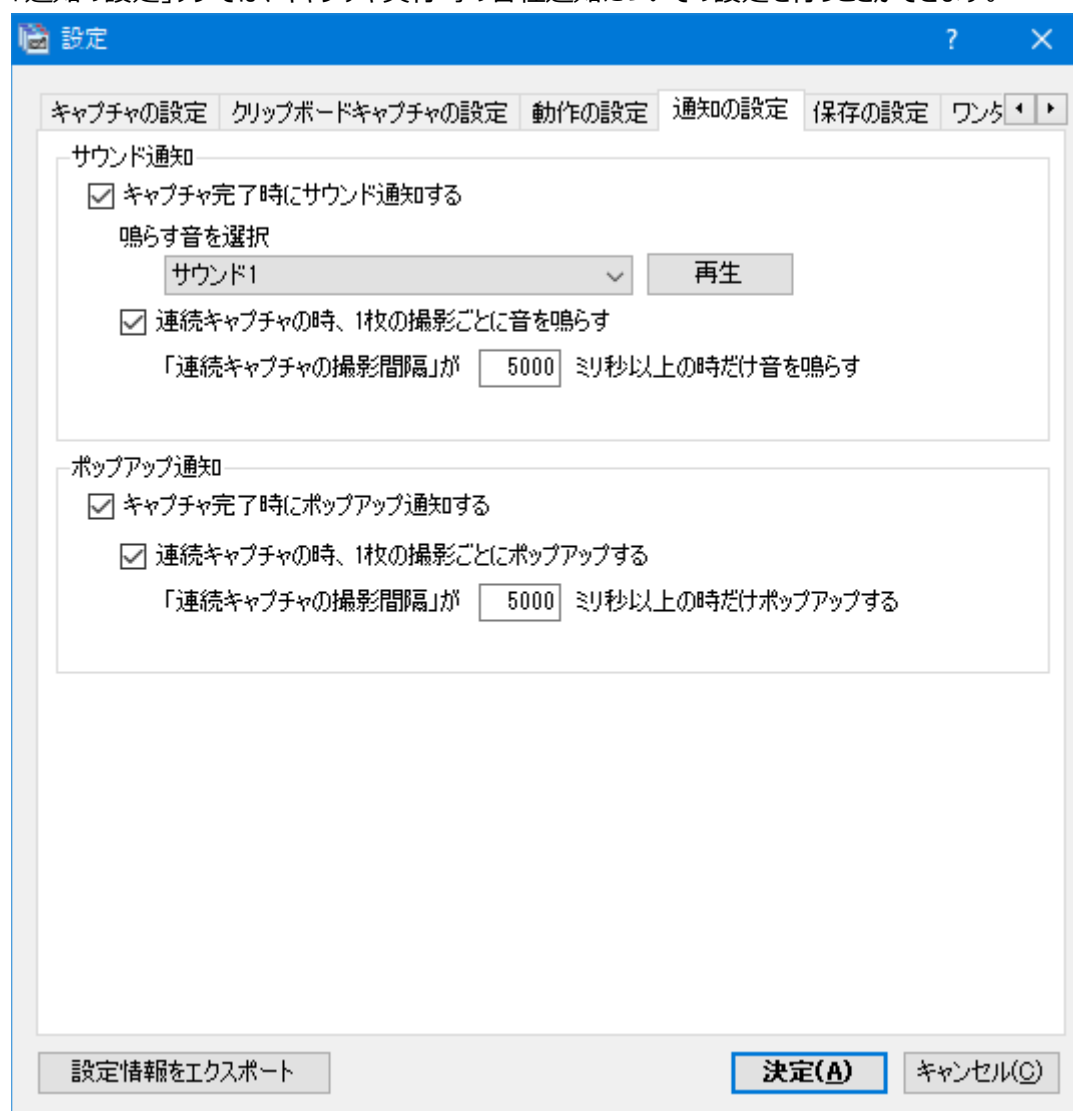 設定
キャプチャの設定 クリップボードキャプチャの設定 動作の設定 通知の設定 保存の設定 ワンタ
サウンド通知
キャプチャ完了時にサウンド通知する
鳴らす音を選択
サウンド1 再生
連続キャプチャの時、1枚の撮影ごとに音を鳴らす
「連続キャプチャの撮影間隔」が 5000 ミリ秒以上の時だけ音を鳴らす
ポップアップ通知
キャプチャ完了時にポップアップ通知する
連続キャプチャの時、1枚の撮影ごとにポップアップする
「連続キャプチャの撮影間隔」が 5000 ミリ秒以上の時だけポップアップする
設定情報をエクスポート 決定(A) キャンセル(C)